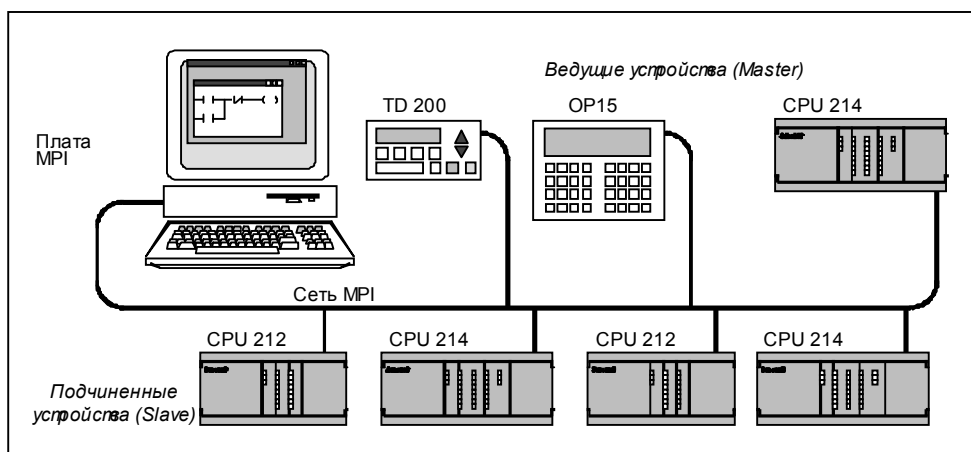 Ведущие устройства (Master)
TD 200
OP15
CPU 214
Плата
MPI
Сеть MPI
CPU 212
CPU 214
CPU 212
CPU 214
Подчиненные
устройства (Slave)